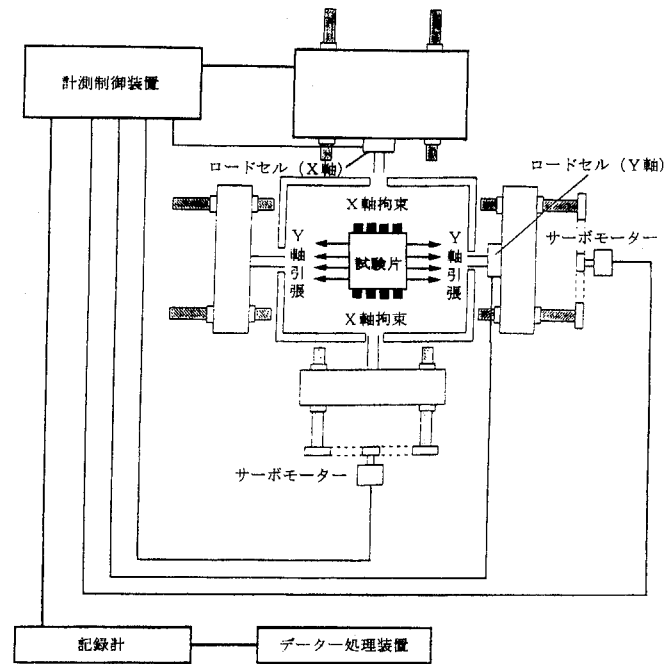 計測制御装置
ロードセル（X軸）
ロードセル（Y軸）
X軸拘束
Y軸引張
試験片
Y軸引張
サーボモーター
X軸拘束
サーボモーター
記録計
データー処理装置